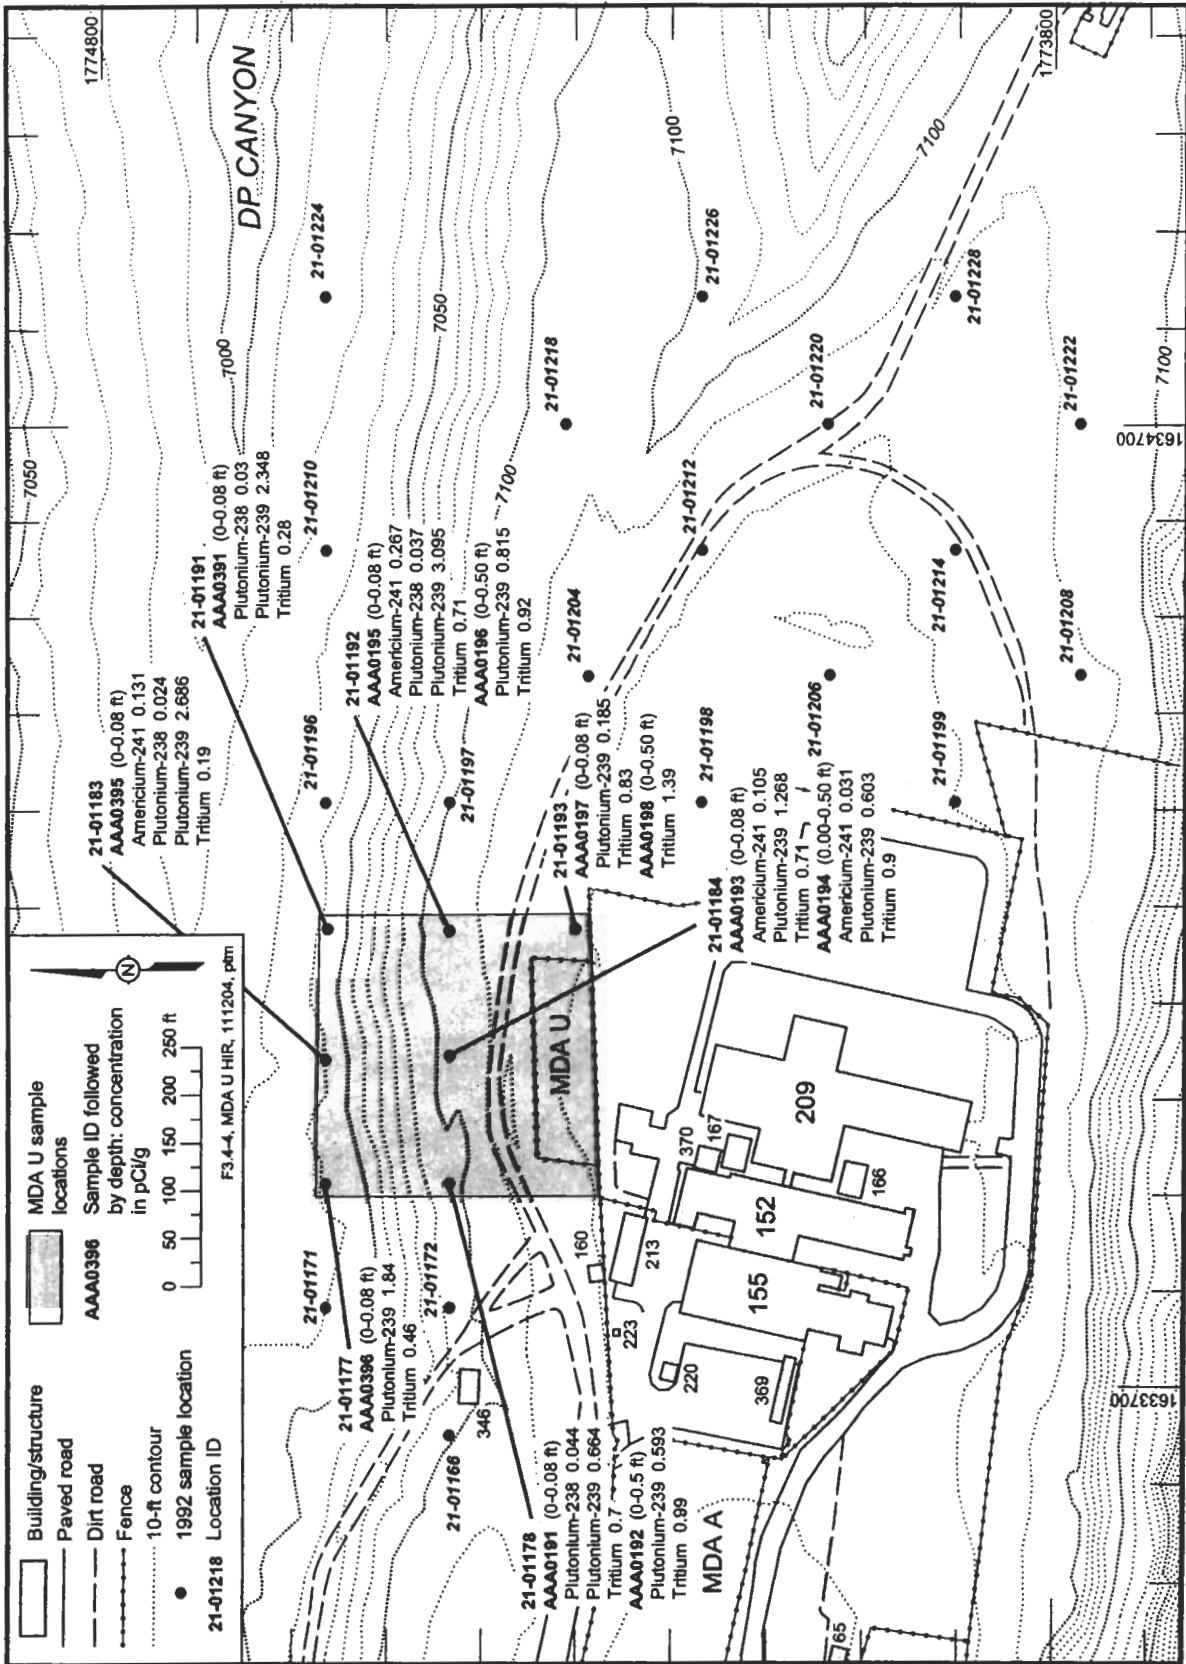 Building/structure
Paved road
Dirt road
Fence
10-ft contour
1992 sample location
21-01218 Location ID
MDA U sample
locations
AAA0396 Sample ID followed
by depth: concentration
in pCi/g
0 50 100 150 200 250 ft
N
F3.4-4, MDA U HIR, 111204, ptm
1774800
DP CANYON
7050
7000
7050
7100
7100
7100
7100
1773800
1634700
1633700
21-01183
AAA0395 (0-0.08 ft)
Americium-241 0.131
Plutonium-238 0.024
Plutonium-239 2.686
Tritium 0.19
21-01191
AAA0391 (0-0.08 ft)
Plutonium-238 0.03
Plutonium-239 2.348
Tritium 0.28
21-01192
AAA0195 (0-0.08 ft)
Americium-241 0.267
Plutonium-238 0.037
Plutonium-239 3.095
Tritium 0.71
AAA0196 (0-0.50 ft)
Plutonium-239 0.815
Tritium 0.92
21-01193
AAA0197 (0-0.08 ft)
Plutonium-239 0.185
Tritium 0.83
AAA0198 (0-0.50 ft)
Tritium 1.39
21-01184
AAA0193 (0-0.08 ft)
Americium-241 0.105
Plutonium-239 1.268
Tritium 0.71
AAA0194 (0.00-0.50 ft)
Americium-241 0.031
Plutonium-239 0.603
Tritium 0.9
21-01177
AAA0396 (0-0.08 ft)
Plutonium-239 1.84
Tritium 0.46
21-01178
AAA0191 (0-0.08 ft)
Plutonium-238 0.044
Plutonium-239 0.664
Tritium 0.7
AAA0192 (0-0.5 ft)
Plutonium-239 0.593
Tritium 0.99
21-01171
21-01172
21-01166
21-01196
21-01197
21-01210
21-01224
21-01218
21-01204
21-01198
21-01206
21-01199
21-01212
21-01214
21-01208
21-01220
21-01222
21-01226
21-01228
MDA U
MDA A
346
160
213
223
220
369
155
152
370
167
166
209
65